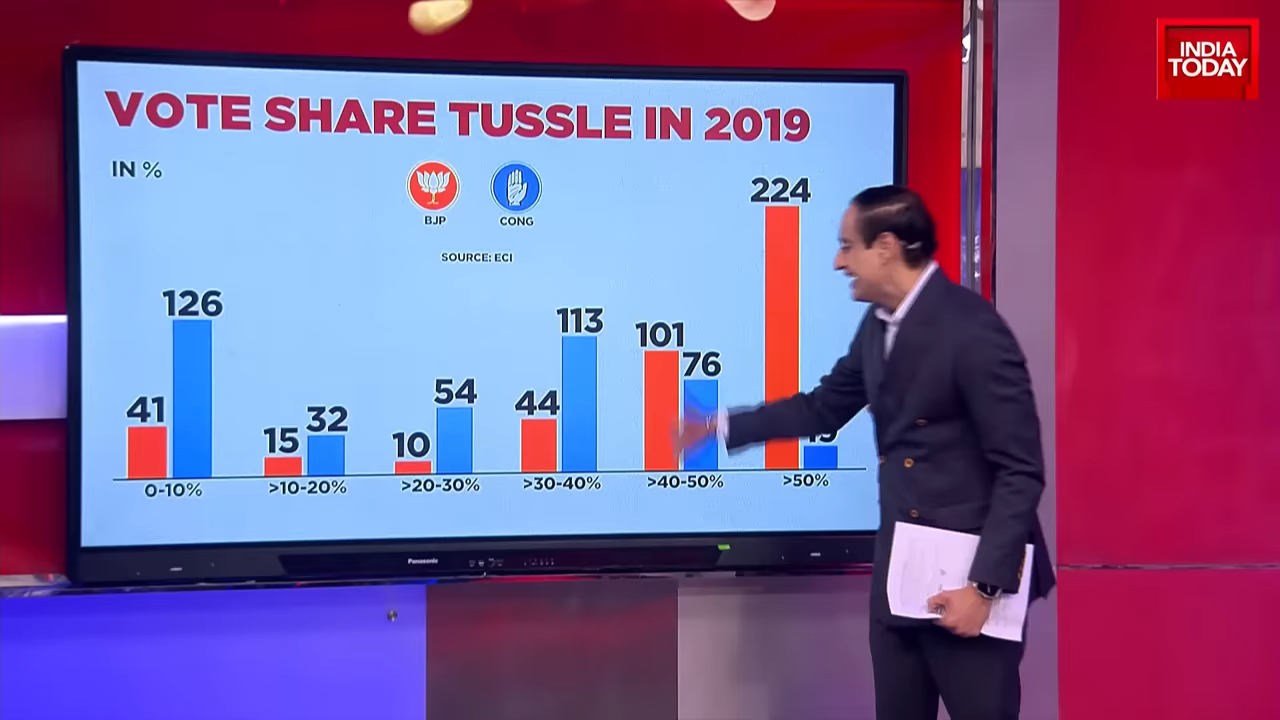 INDIA
TODAY
VOTE SHARE TUSSLE IN 2019
IN %
BJP
CONG
SOURCE: ECI
41
126
15
32
10
54
44
113
101
76
224
0-10%
>10-20%
>20-30%
>30-40%
>40-50%
>50%
Panasonic